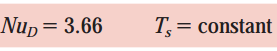 Nu_D = 3.66 T_s = constant